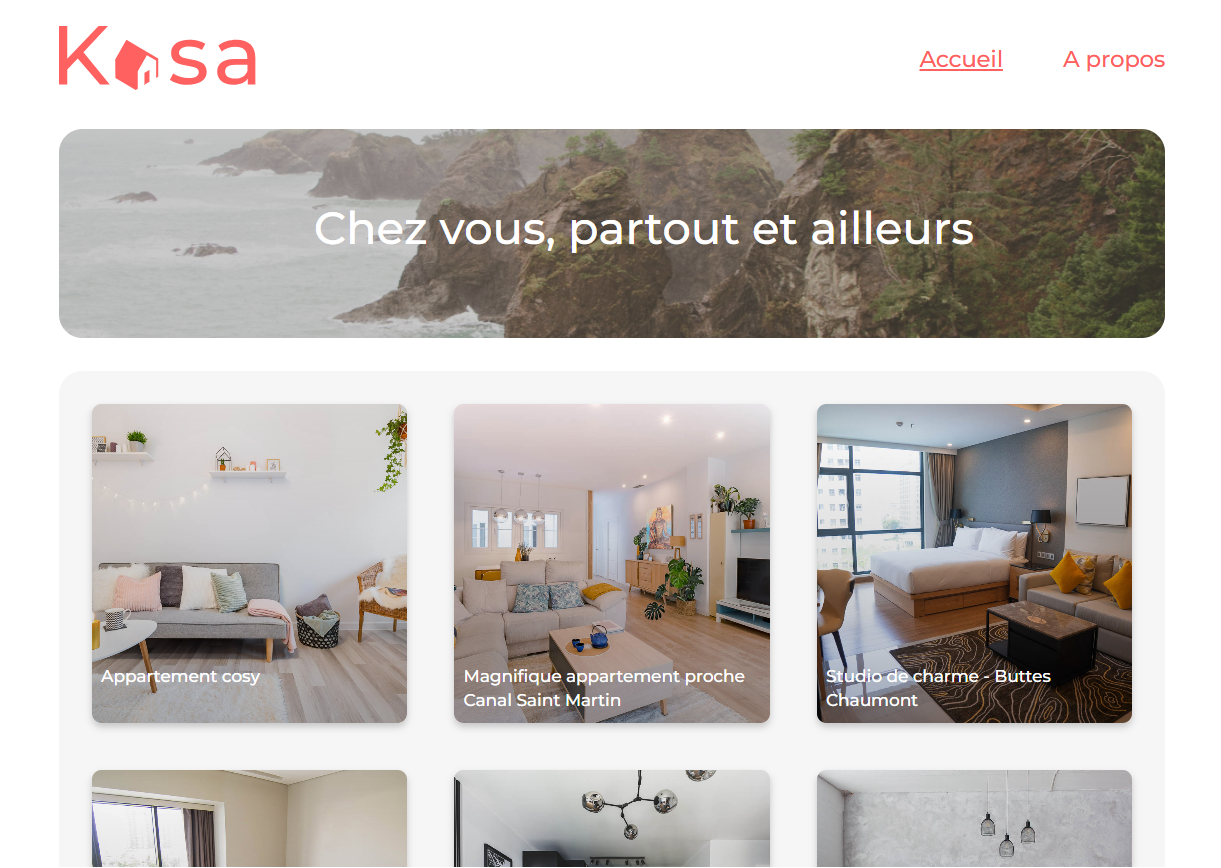 Kasa
Accueil
A propos
Chez vous, partout et ailleurs
Appartement cosy
Magnifique appartement proche
Canal Saint Martin
Studio de charme - Buttes
Chaumont